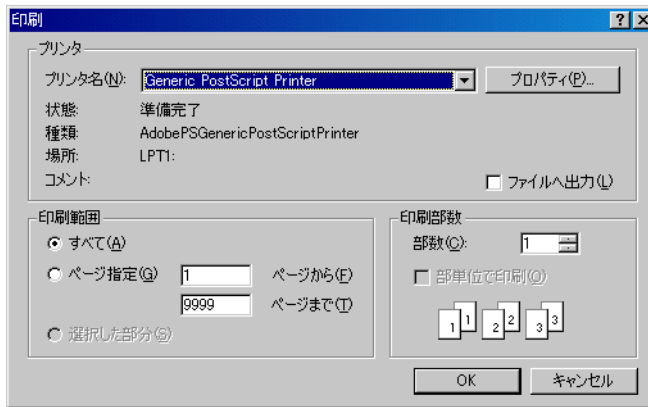 印刷
プリンタ
プリンタ名(N): Generic PostScript Printer プロパティ(P)...
状態: 準備完了
種類: AdobePSGenericPostScriptPrinter
場所: LPT1:
コメント: ファイルへ出力(L)
印刷範囲
すべて(A)
ページ指定(G) 1 ページから(F)
9999 ページまで(T)
選択した部分(S)
印刷部数
部数(C): 1
部単位で印刷(O)
1 1 2 2 3 3
OK キャンセル